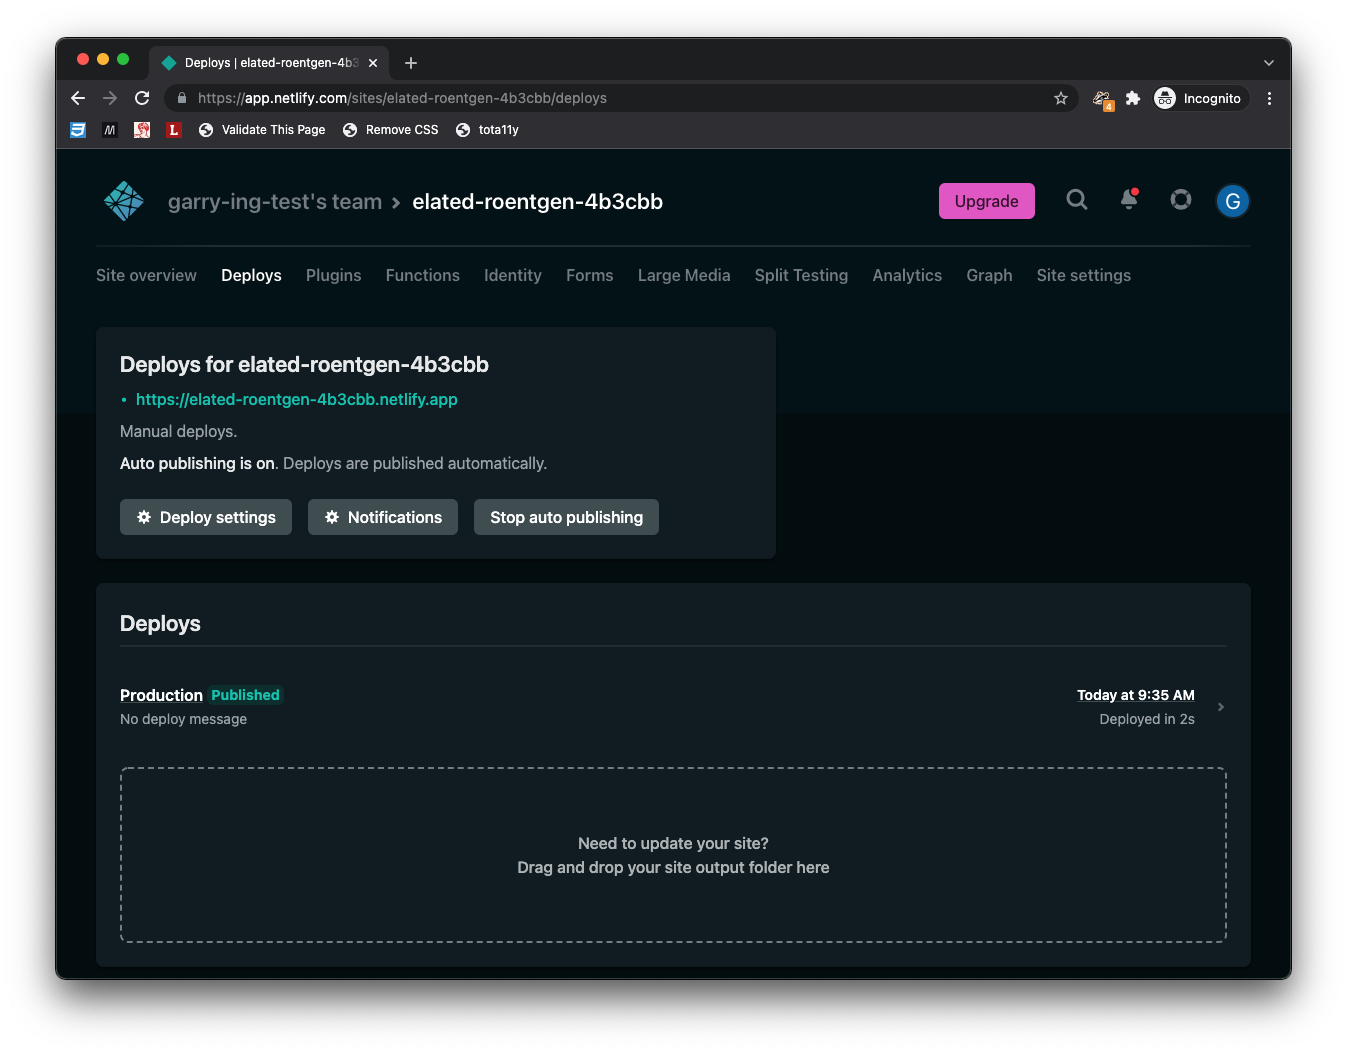 Deploys | elated-roentgen-4b3
https://app.netlify.com/sites/elated-roentgen-4b3cbb/deploys
4
Incognito
M
L
Validate This Page
Remove CSS
tota11y
garry-ing-test's team > elated-roentgen-4b3cbb
Upgrade
G
Site overview Deploys Plugins Functions Identity Forms Large Media Split Testing Analytics Graph Site settings
Deploys for elated-roentgen-4b3cbb
• https://elated-roentgen-4b3cbb.netlify.app
Manual deploys.
Auto publishing is on. Deploys are published automatically.
Deploy settings
Notifications
Stop auto publishing
Deploys
Production Published
Today at 9:35 AM
No deploy message
Deployed in 2s
Need to update your site?
Drag and drop your site output folder here